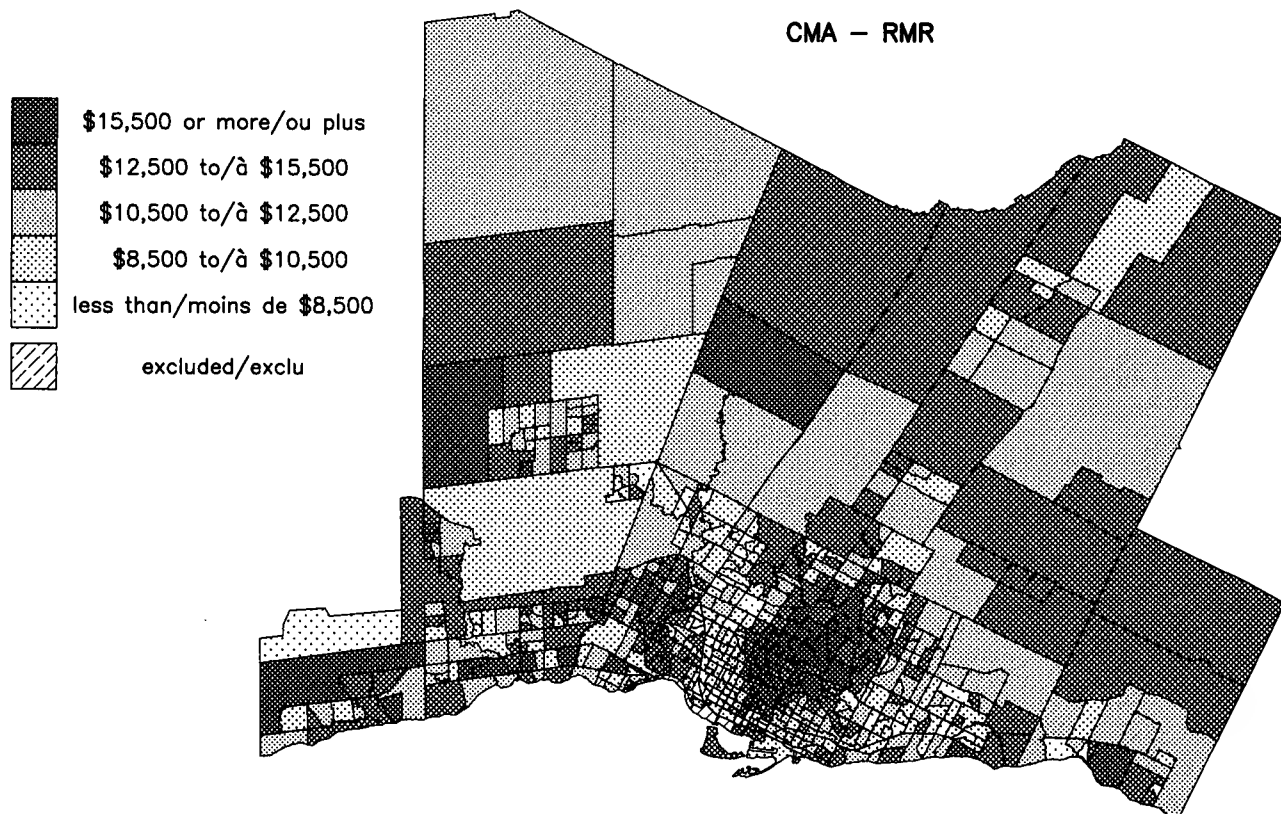 CMA – RMR
$15,500 or more/ou plus
$12,500 to/à $15,500
$10,500 to/à $12,500
$8,500 to/à $10,500
less than/moins de $8,500
excluded/exclu